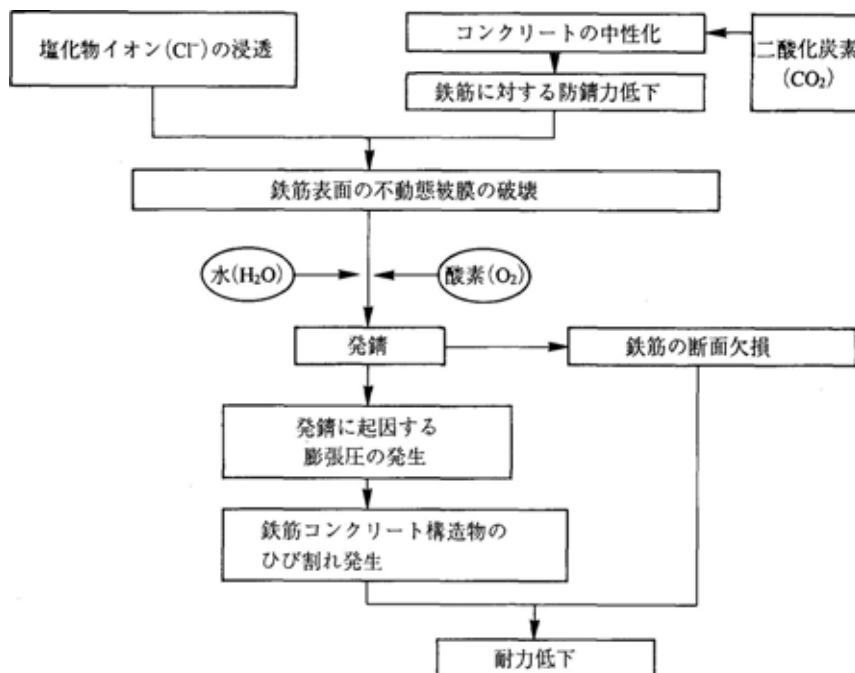 塩化物イオン(Cl⁻)の浸透
コンクリートの中性化
二酸化炭素
(CO₂)
鉄筋に対する防錆力低下
鉄筋表面の不動態被膜の破壊
水(H₂O)
酸素(O₂)
発錆
鉄筋の断面欠損
発錆に起因する
膨張圧の発生
鉄筋コンクリート構造物の
ひび割れ発生
耐力低下